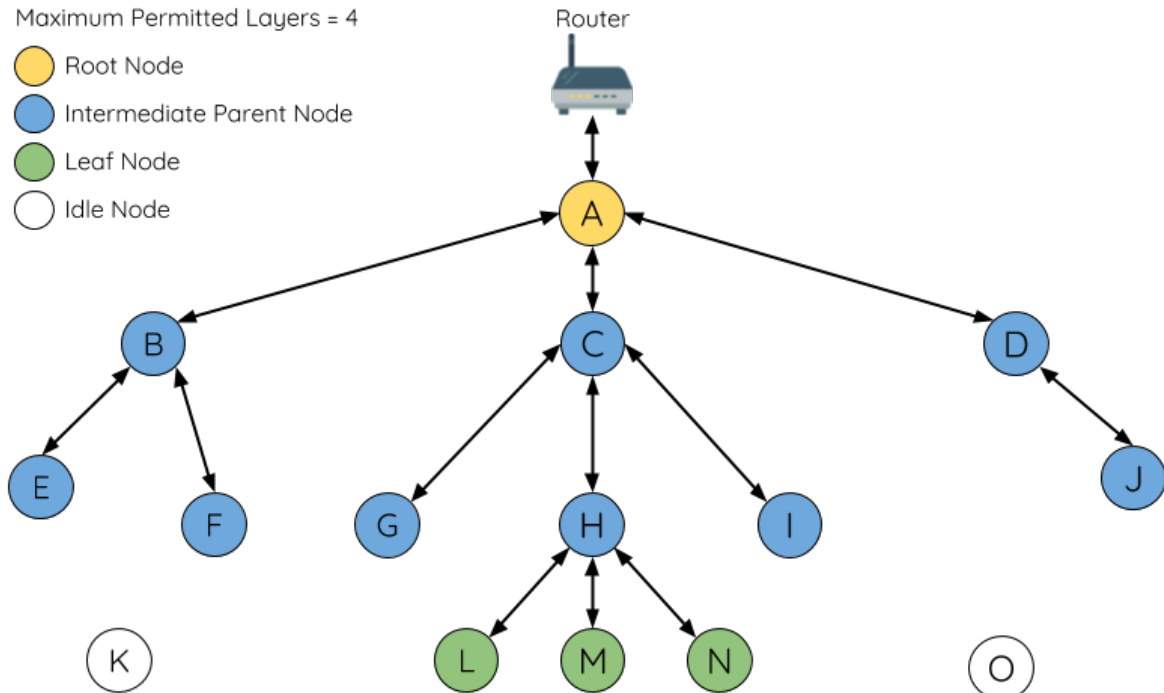 Maximum Permitted Layers = 4
Router
Root Node
Intermediate Parent Node
Leaf Node
Idle Node
A
B
C
D
E
F
G
H
I
J
K
L
M
N
O